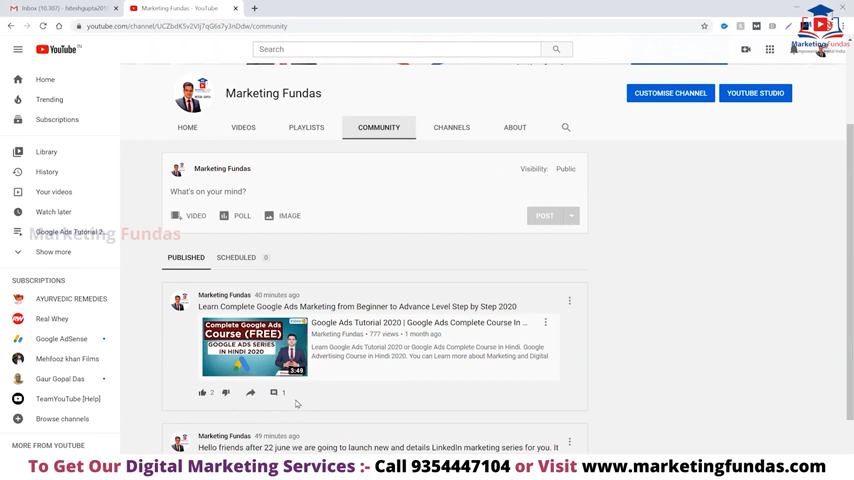 Inbox (10,307) - hiteshgupta201
Marketing Fundas - YouTube
youtube.com/channel/UCZbdKSv2VIj7qG6s7y3nDdw/community
YouTube IN
Search
Marketing Fundas
Home
Trending
Subscriptions
Library
History
Your videos
Watch later
Google Ads Tutorial 2...
Show more
SUBSCRIPTIONS
AYURVEDIC REMEDIES
Real Whey
Google AdSense
Mehfooz khan Films
Gaur Gopal Das
TeamYouTube [Help]
Browse channels
MORE FROM YOUTUBE
Marketing Fundas
Marketing Fundas
CUSTOMISE CHANNEL
YOUTUBE STUDIO
HOME
VIDEOS
PLAYLISTS
COMMUNITY
CHANNELS
ABOUT
Marketing Fundas
Visibility: Public
What's on your mind?
VIDEO
POLL
IMAGE
POST
PUBLISHED
SCHEDULED 0
Marketing Fundas 40 minutes ago
Learn Complete Google Ads Marketing from Beginner to Advance Level Step by Step 2020
Complete Google Ads
Course (FREE)
GOOGLE ADS SERIES
IN HINDI 2020
3:49
Google Ads Tutorial 2020 | Google Ads Complete Course In ...
Marketing Fundas • 777 views • 1 month ago
Learn Google Ads Tutorial 2020 or Google Ads Complete Course in Hindi. Google
Advertising Course in Hindi 2020. You can Learn more about Marketing and Digital
2
1
Marketing Fundas 49 minutes ago
Hello friends after 22 june we are going to launch new and details LinkedIn marketing series for you. It
To Get Our Digital Marketing Services :- Call 9354447104 or Visit www.marketingfundas.com